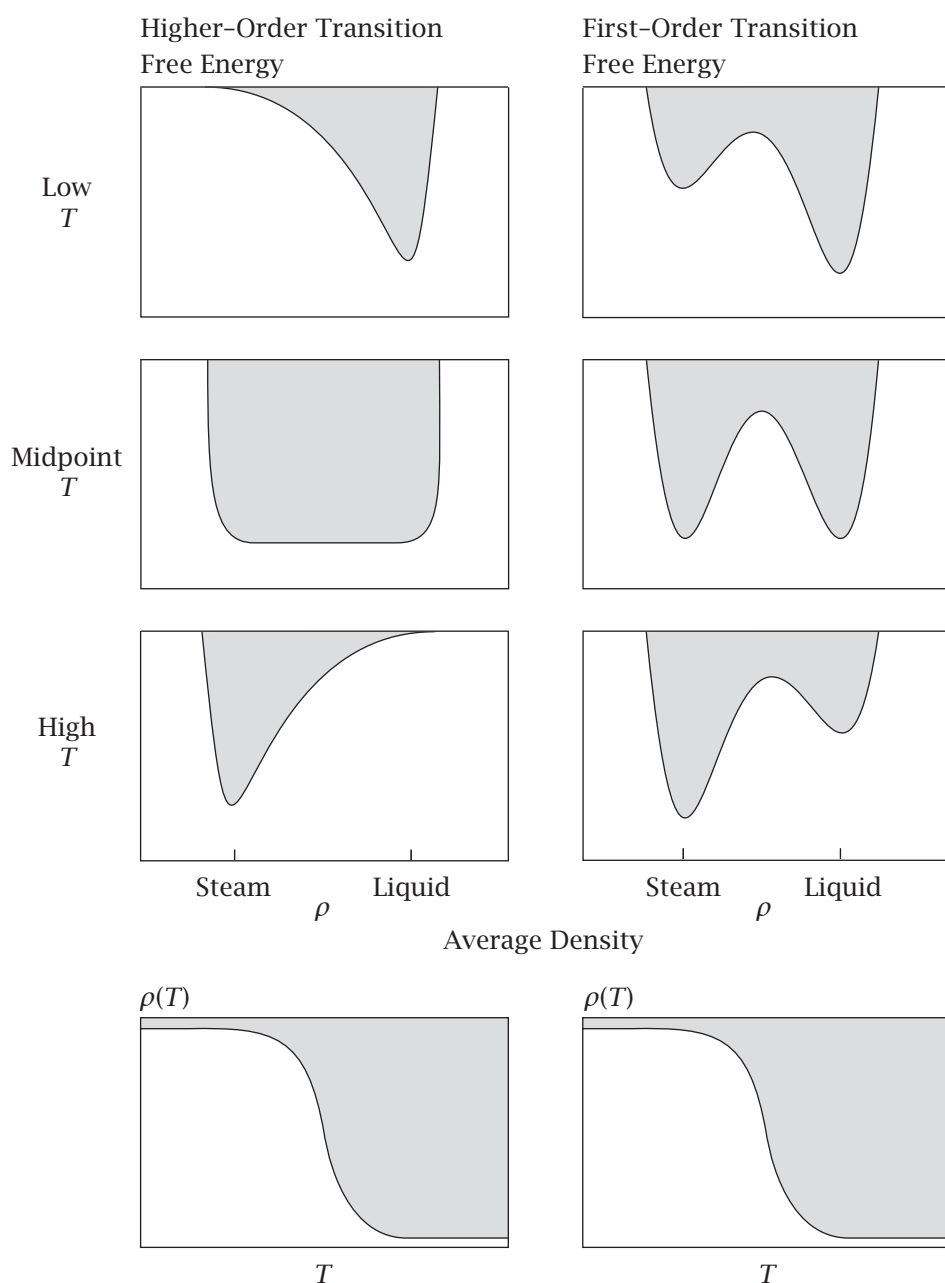 Higher-Order Transition
Free Energy
First-Order Transition
Free Energy
Low
T
Midpoint
T
High
T
Steam
ρ
Liquid
Steam
ρ
Liquid
Average Density
ρ(T)
ρ(T)
T
T